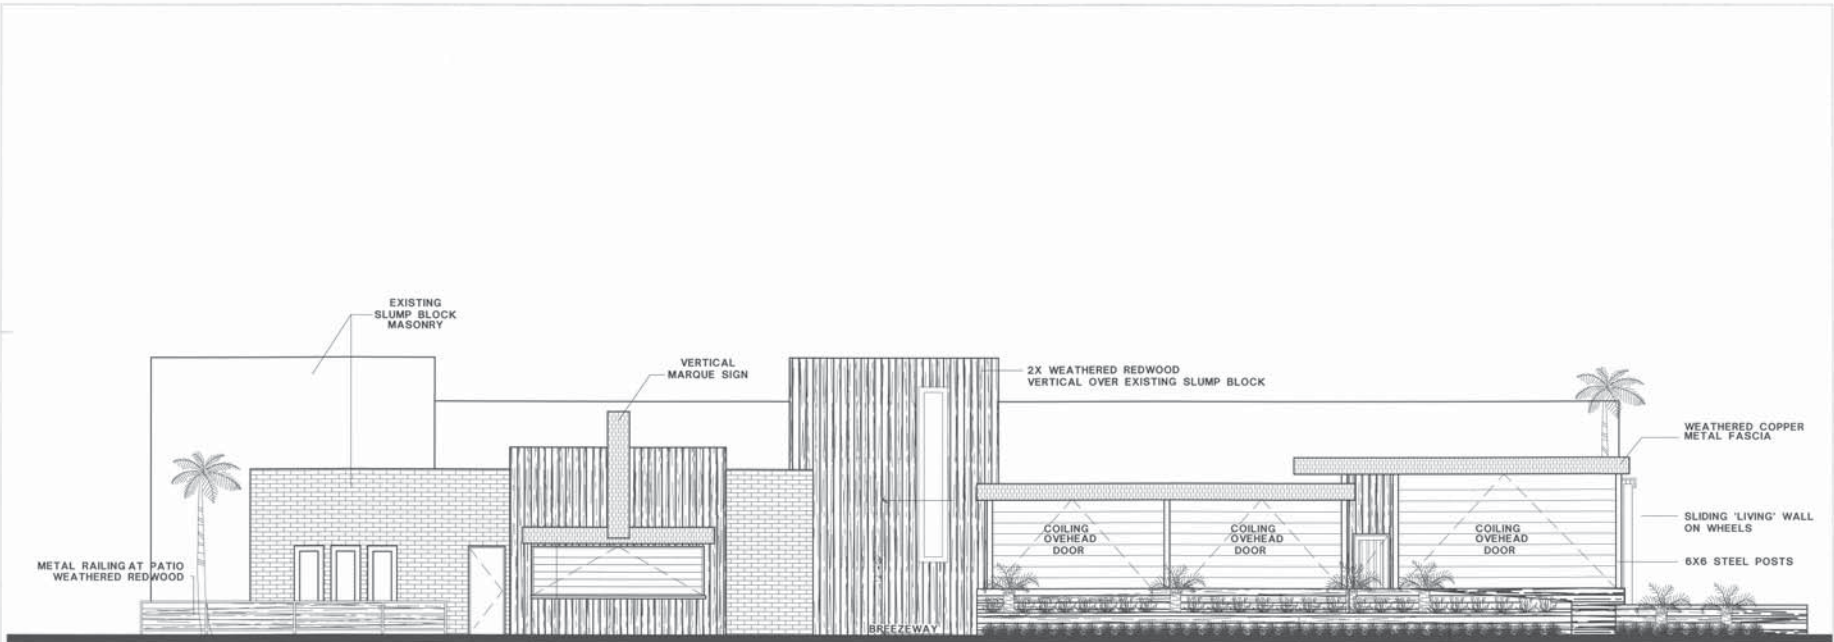 EXISTING
SLUMP BLOCK
MASONRY
VERTICAL
MARQUE SIGN
2X WEATHERED REDWOOD
VERTICAL OVER EXISTING SLUMP BLOCK
WEATHERED COPPER
METAL FASCIA
SLIDING 'LIVING' WALL
ON WHEELS
6X6 STEEL POSTS
COILING
OVEHEAD
DOOR
COILING
OVEHEAD
DOOR
COILING
OVEHEAD
DOOR
METAL RAILING AT PATIO
WEATHERED REDWOOD
BREEZEWAY